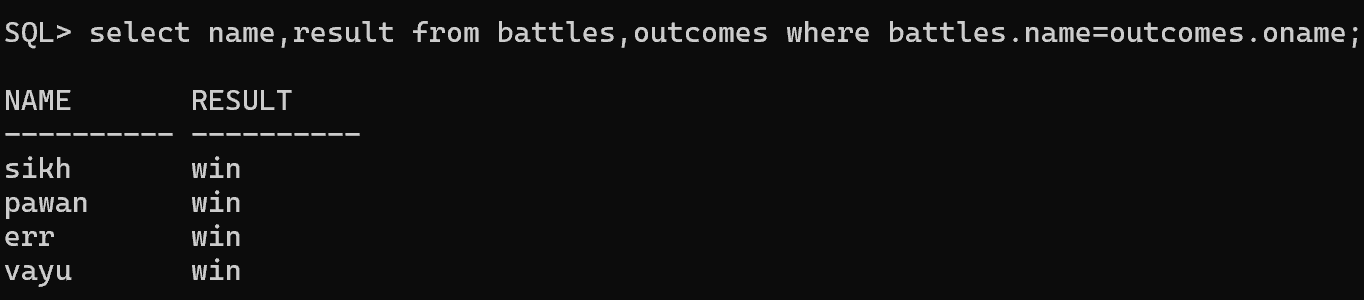 SQL> select name,result from battles,outcomes where battles.name=outcomes.oname;
NAME       RESULT
---------- ----------
sikh       win
pawan      win
err        win
vayu       win